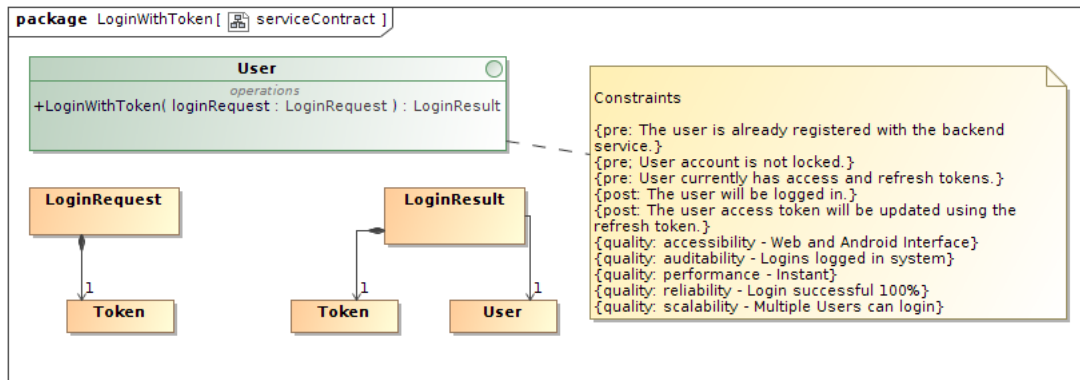 package LoginWithToken[ serviceContract ]
User
operations
+LoginWithToken( loginRequest : LoginRequest ) : LoginResult
Constraints
{pre: The user is already registered with the backend
service.}
{pre; User account is not locked.}
{pre: User currently has access and refresh tokens.}
{post: The user will be logged in.}
{post: The user access token will be updated using the
refresh token.}
{quality: accessibility - Web and Android Interface}
{quality: auditability - Logins logged in system}
{quality: performance - Instant}
{quality: reliability - Login successful 100%}
{quality: scalability - Multiple Users can login}
LoginRequest
LoginResult
1
1
1
Token
Token
User